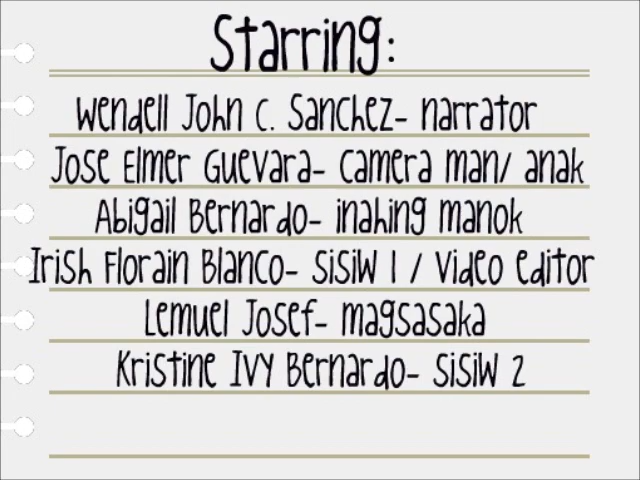 Starring:
Wendell John C. Sanchez- narrator
Jose Elmer Guevara- Camera man/ anak
Abigail Bernardo- inahing manok
Irish Florain Blanco- sisiw 1 / Video editor
Lemuel Josef- magsasaka
Kristine Ivy Bernardo- sisiw 2